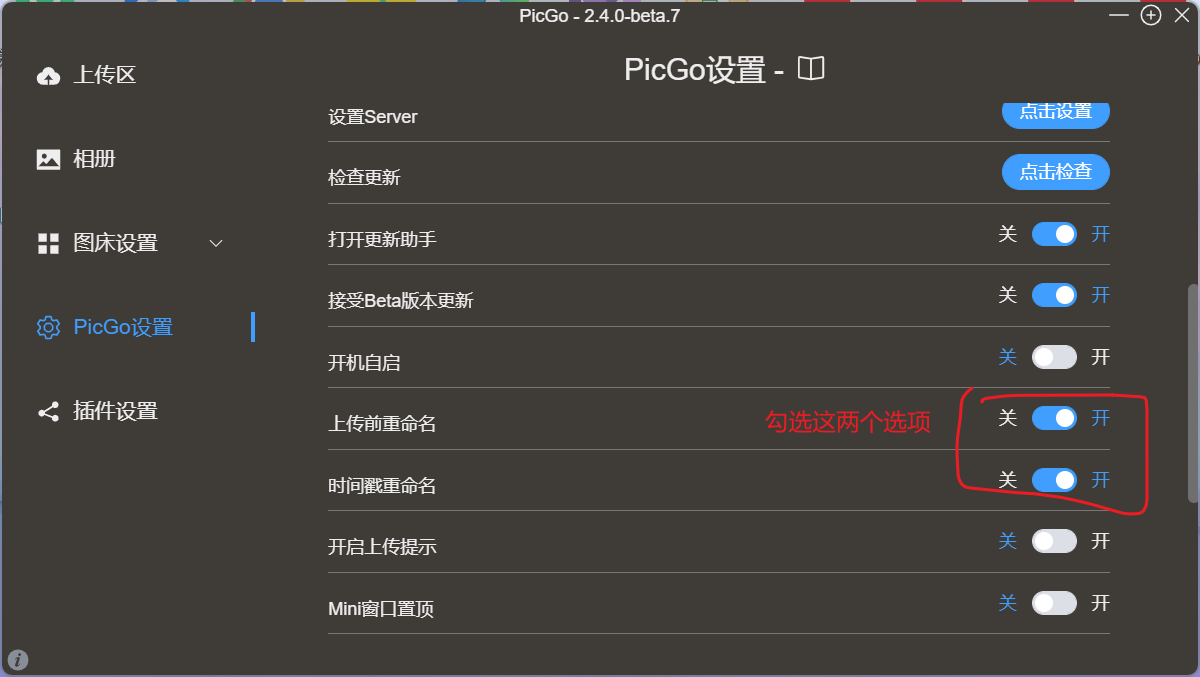 PicGo - 2.4.0-beta.7
上传区
相册
图床设置
PicGo设置
插件设置
PicGo设置 -
设置Server 点击设置
检查更新 点击检查
打开更新助手 关 开
接受Beta版本更新 关 开
开机自启 关 开
上传前重命名 勾选这两个选项 关 开
时间戳重命名 关 开
开启上传提示 关 开
Mini窗口置顶 关 开